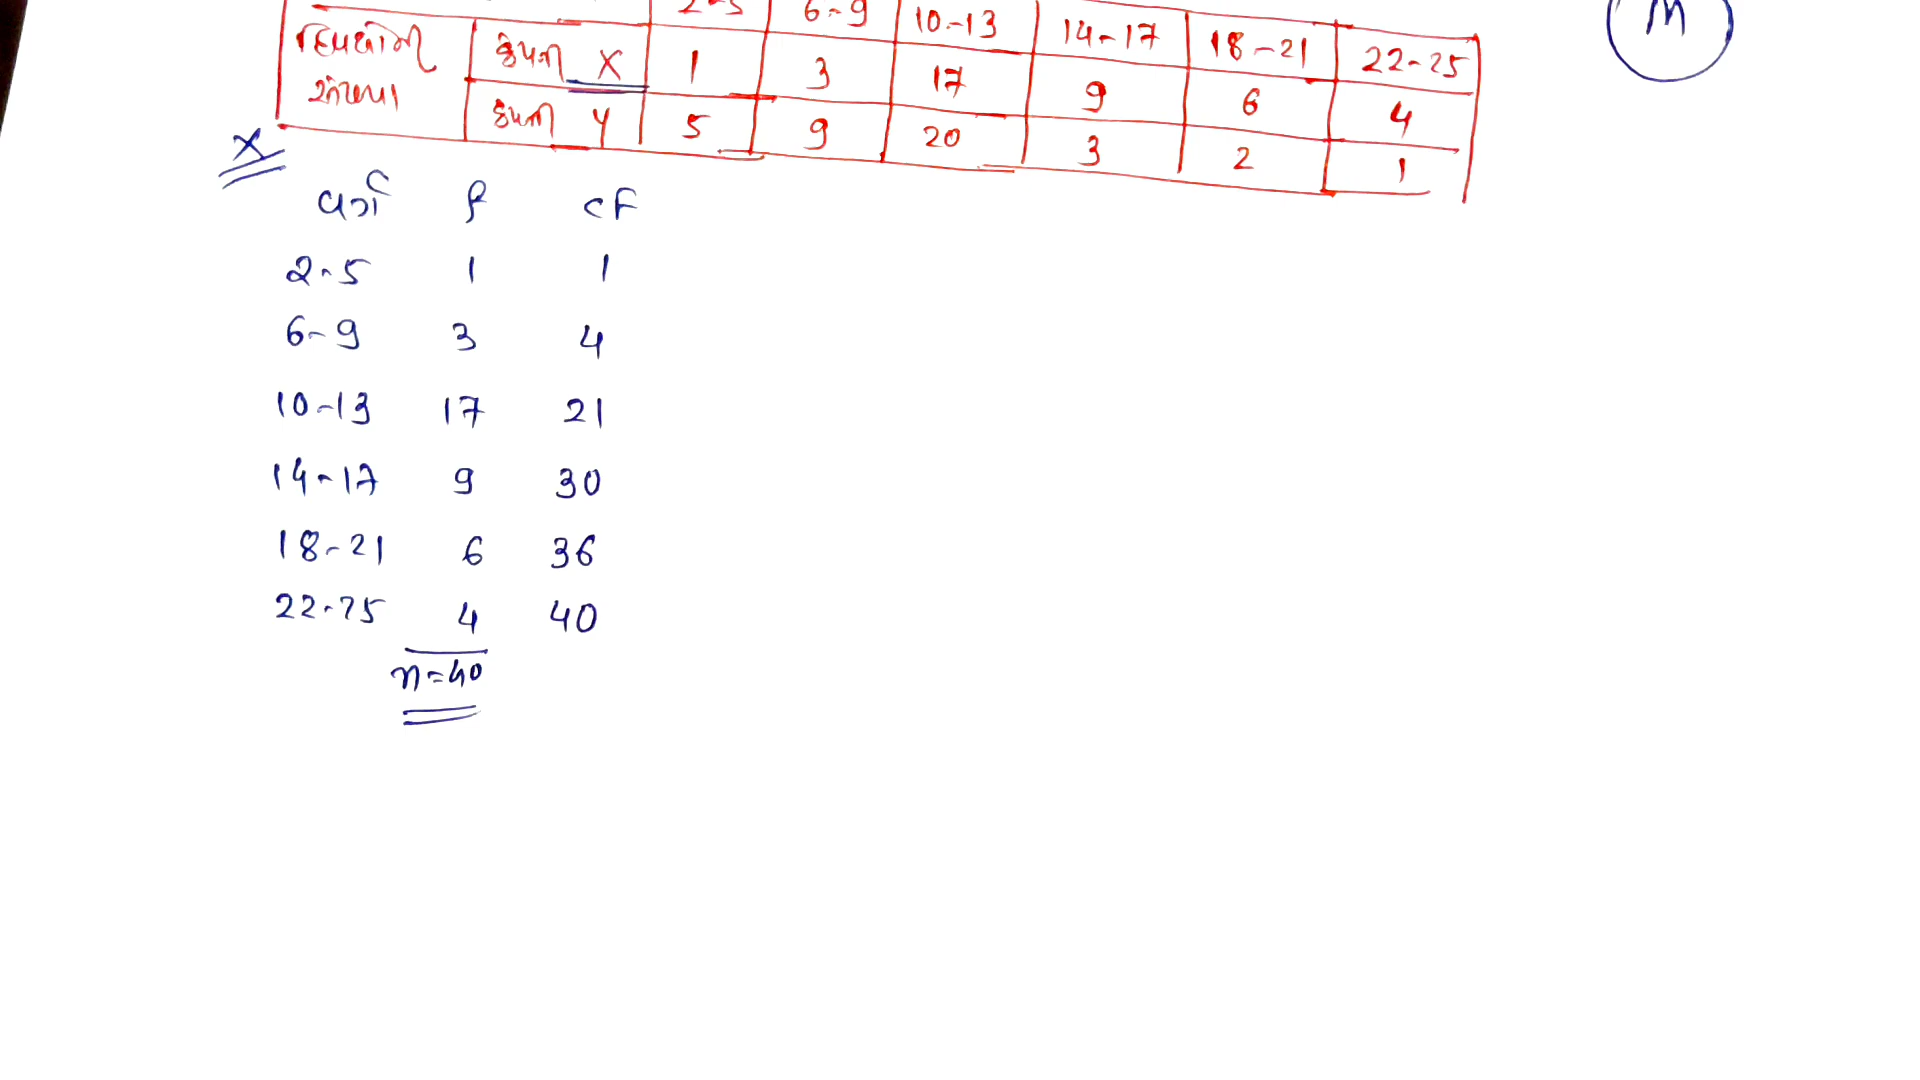 2-5 6-9 10-13 14-17 18-21 22-25
કંપની X 1 3 17 9 6 4
સંખ્યા
કંપની Y 5 9 20 3 2 1
M
X
વર્ગ f cF
2-5 1 1
6-9 3 4
10-13 17 21
14-17 9 30
18-21 6 36
22-25 4 40
n=40